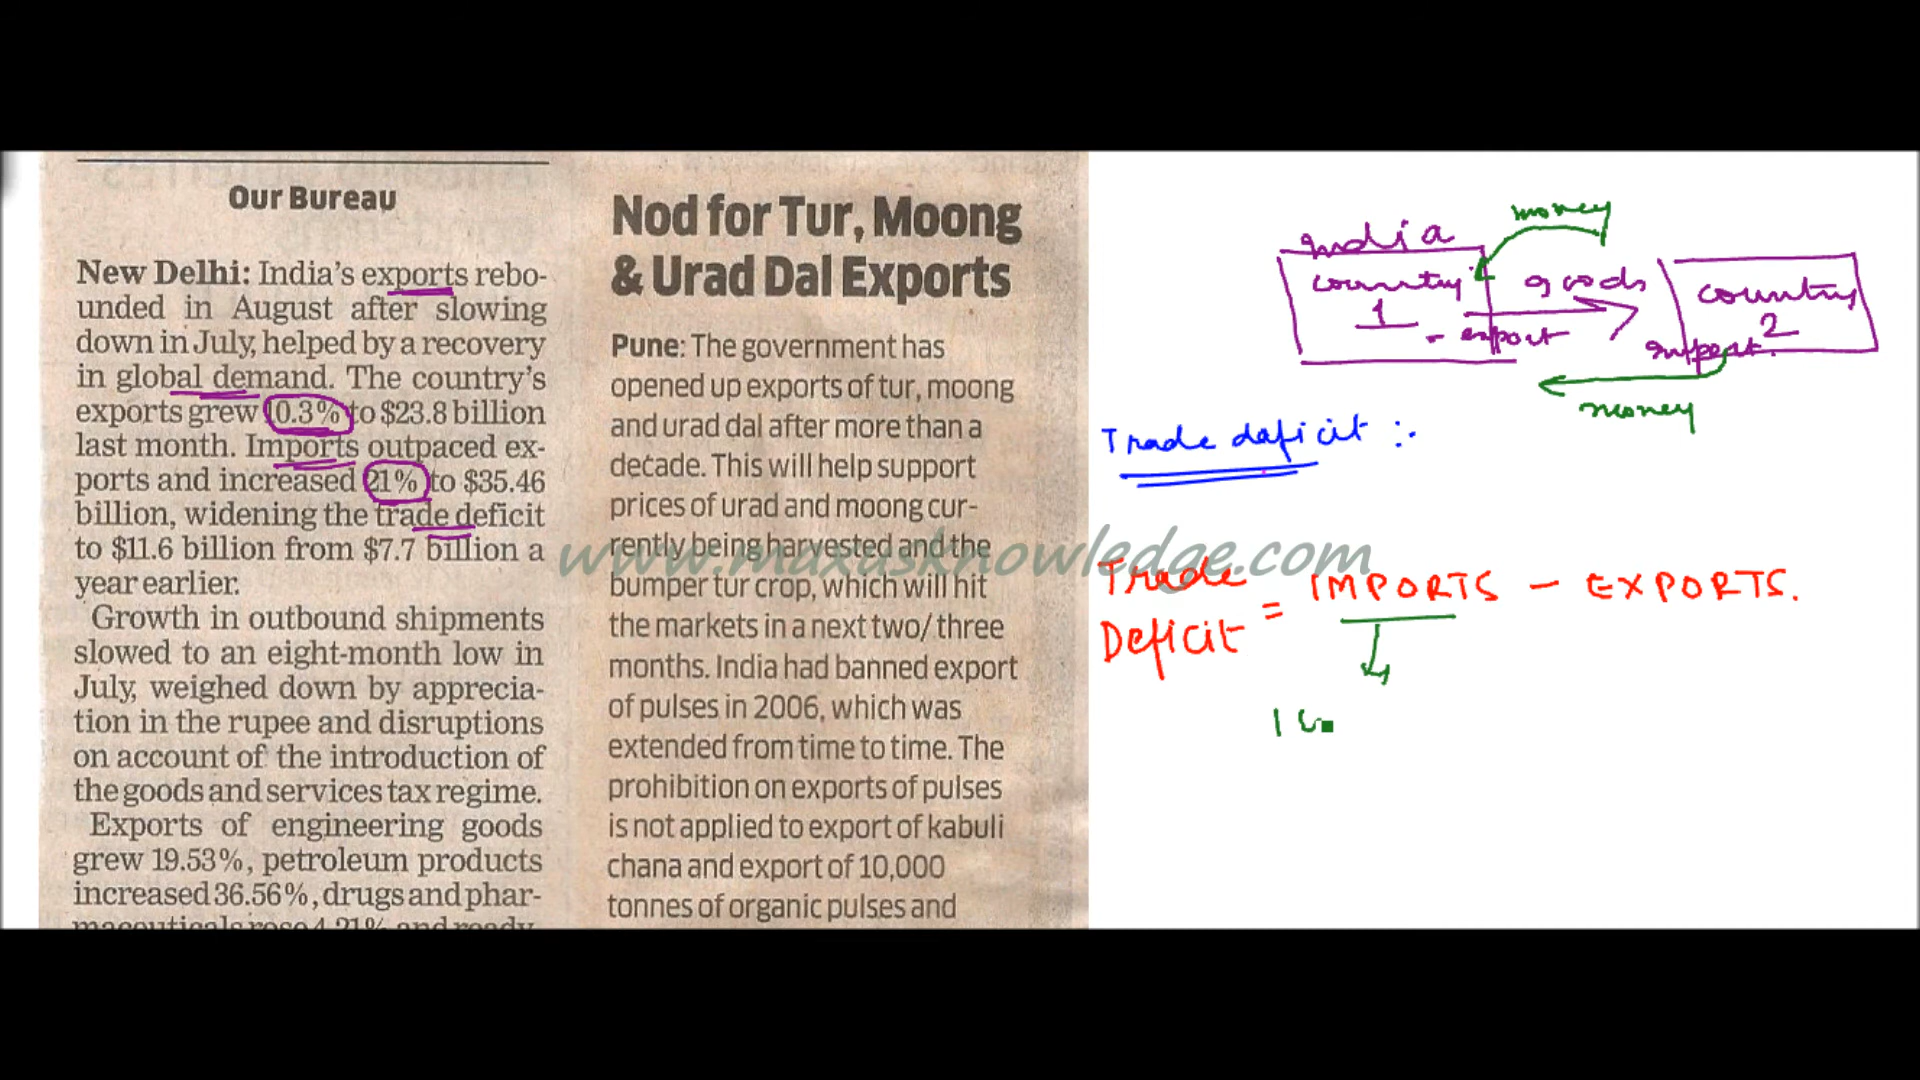 Our Bureau
New Delhi: India's exports rebo-
unded in August after slowing
down in July, helped by a recovery
in global demand. The country's
exports grew 10.3% to $23.8 billion
last month. Imports outpaced ex-
ports and increased 21% to $35.46
billion, widening the trade deficit
to $11.6 billion from $7.7 billion a
year earlier.
Growth in outbound shipments
slowed to an eight-month low in
July, weighed down by apprecia-
tion in the rupee and disruptions
on account of the introduction of
the goods and services tax regime.
Exports of engineering goods
grew 19.53%, petroleum products
increased 36.56%, drugs and phar-
maceuticals rose 4.21% and ready-
Nod for Tur, Moong
& Urad Dal Exports
Pune: The government has
opened up exports of tur, moong
and urad dal after more than a
decade. This will help support
prices of urad and moong cur-
rently being harvested and the
bumper tur crop, which will hit
the markets in a next two/ three
months. India had banned export
of pulses in 2006, which was
extended from time to time. The
prohibition on exports of pulses
is not applied to export of kabuli
chana and export of 10,000
tonnes of organic pulses and
www.maxusknowledge.com
money
India
country
1
goods
- export
country
2
import.
money
Trade deficit :-
Trade
Deficit = IMPORTS - EXPORTS.